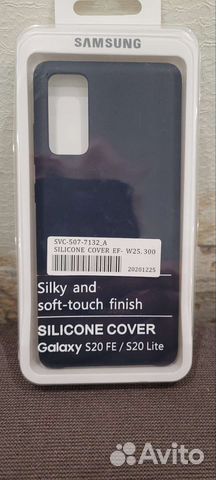 SAMSUNG
SVC-507-7132_A
SILICONE COVER EF- W25.300
20201225
Silky and
soft-touch finish
SILICONE COVER
Galaxy S20 FE / S20 Lite
Avito